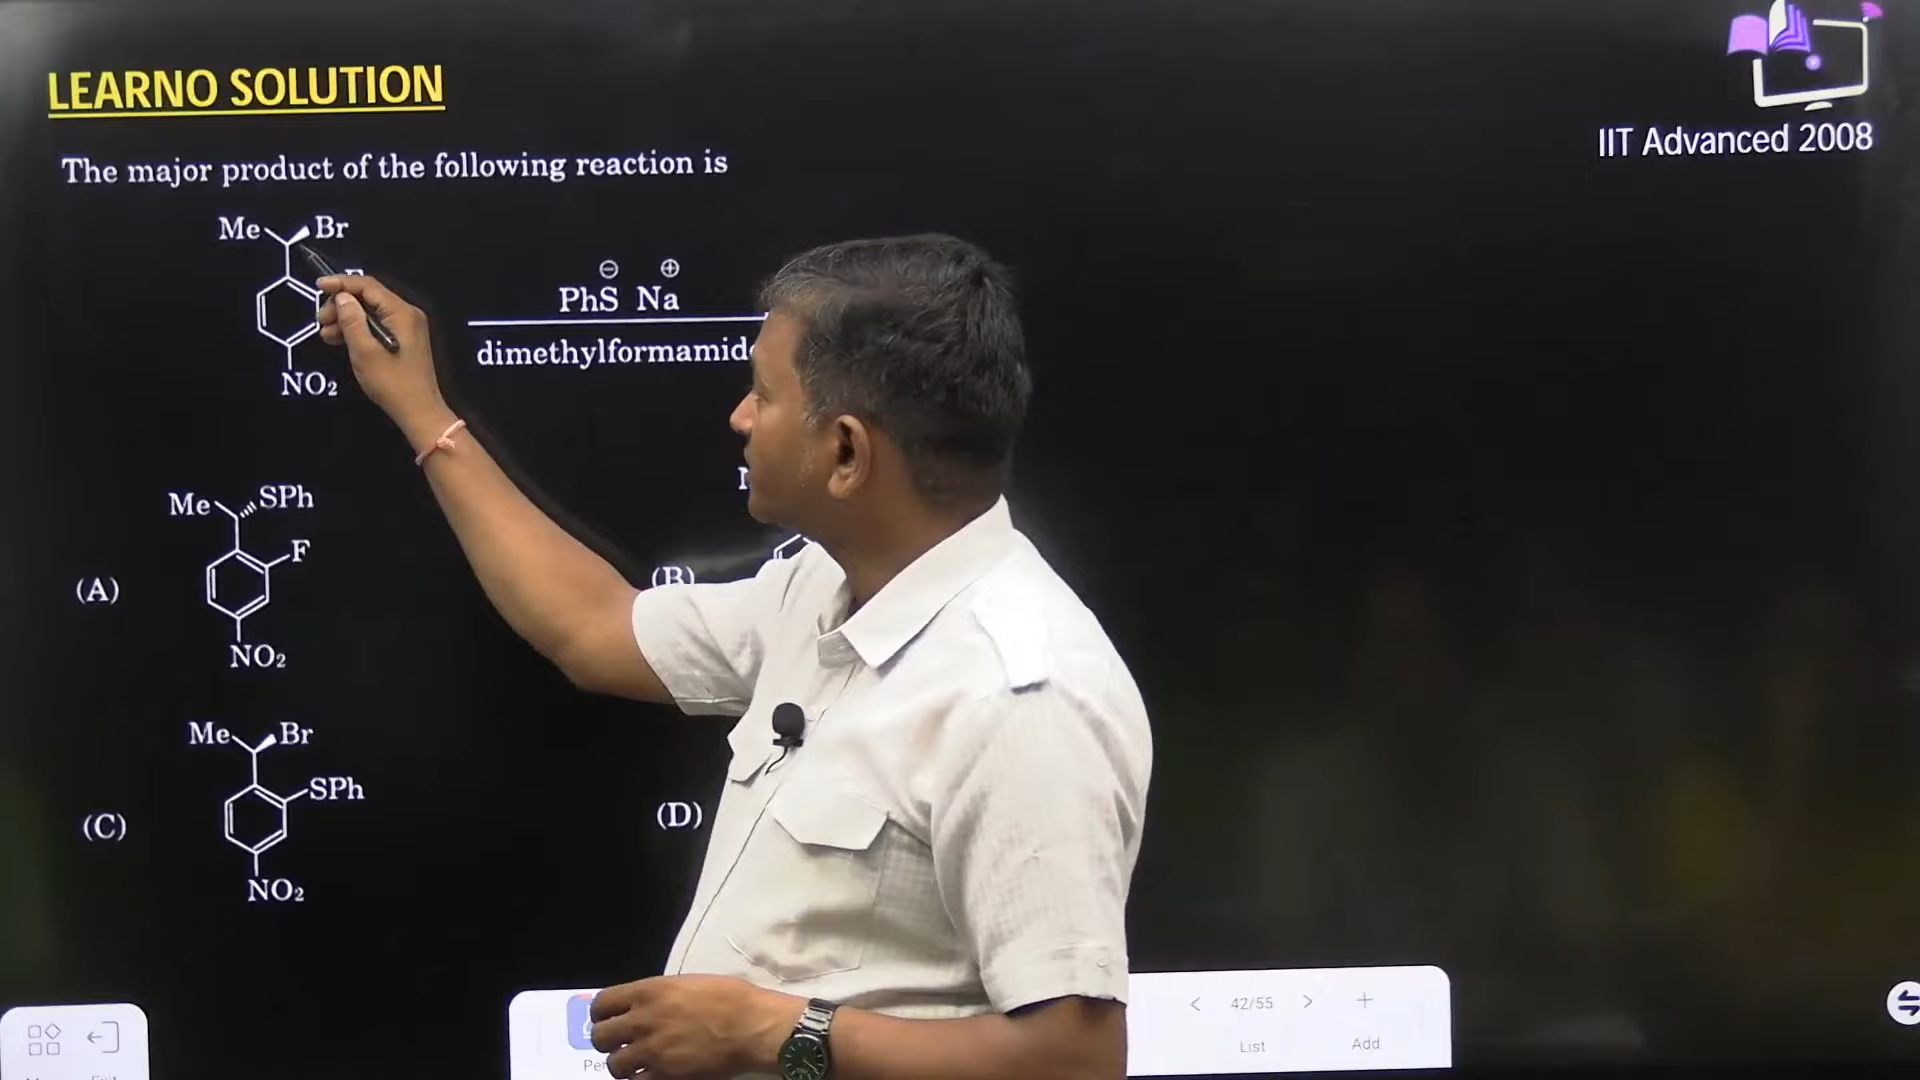 LEARNO SOLUTION
IIT Advanced 2008
The major product of the following reaction is
Me Br
NO₂
PhS⊖ Na⊕
Me SPh
F
(A)
(B)
NO₂
Me Br
SPh
(C)
(D)
NO₂
42/55
List
Add